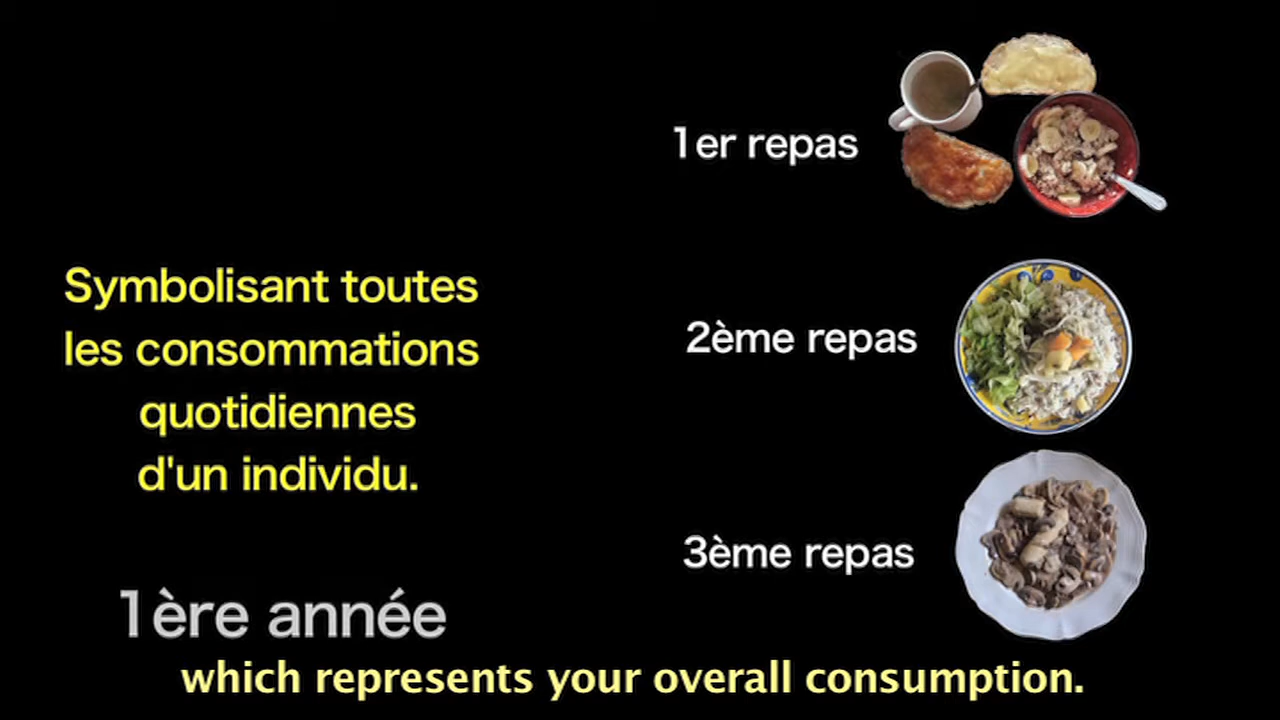 1er repas
Symbolisant toutes
les consommations
quotidiennes
d'un individu.
2ème repas
3ème repas
1ère année
which represents your overall consumption.